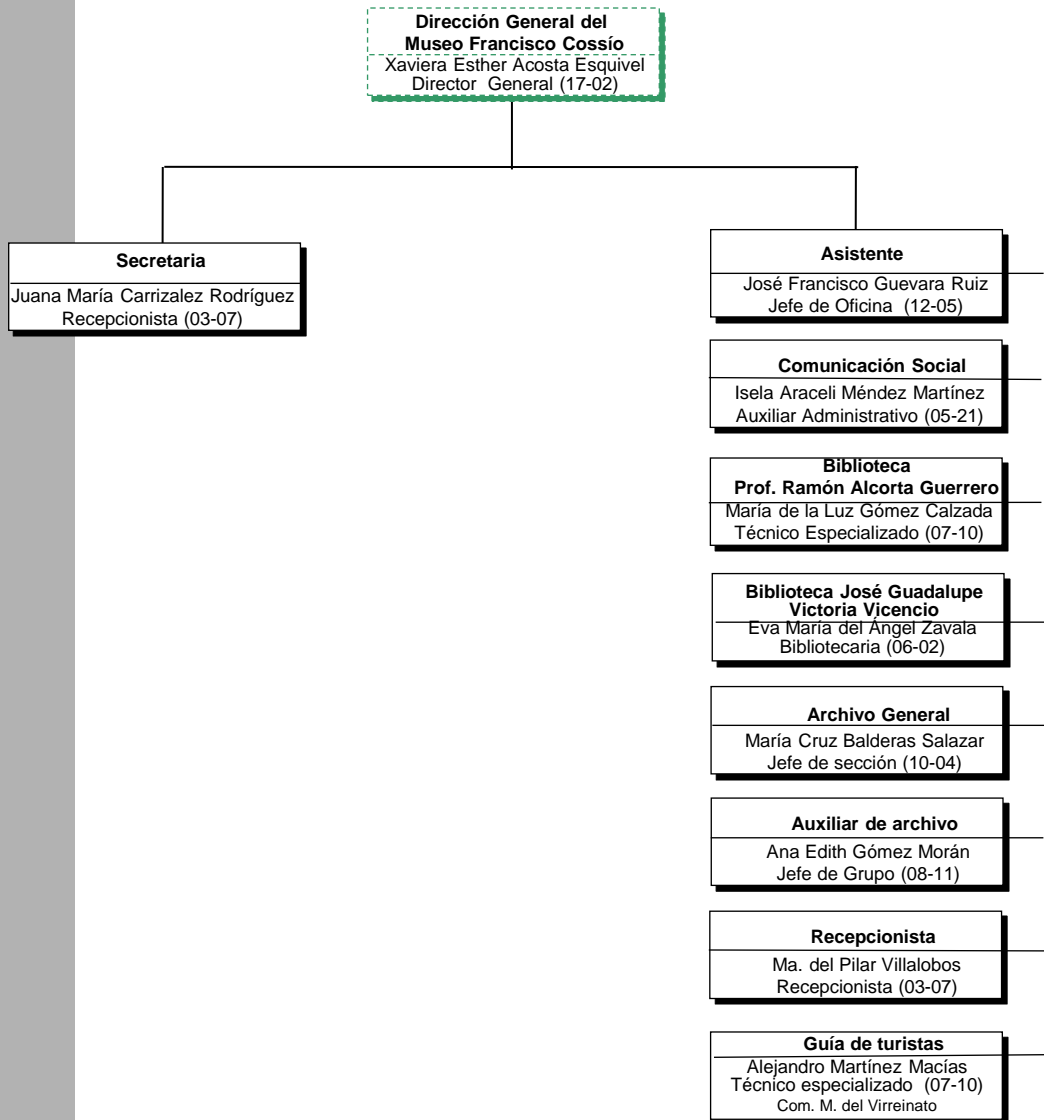 Dirección General del
Museo Francisco Cossío
Xaviera Esther Acosta Esquivel
Director General (17-02)
Secretaria
Juana María Carrizalez Rodríguez
Recepcionista (03-07)
Asistente
José Francisco Guevara Ruiz
Jefe de Oficina (12-05)
Comunicación Social
Isela Araceli Méndez Martínez
Auxiliar Administrativo (05-21)
Biblioteca
Prof. Ramón Alcorta Guerrero
María de la Luz Gómez Calzada
Técnico Especializado (07-10)
Biblioteca José Guadalupe
Victoria Vicencio
Eva María del Ángel Zavala
Bibliotecaria (06-02)
Archivo General
María Cruz Balderas Salazar
Jefe de sección (10-04)
Auxiliar de archivo
Ana Edith Gómez Morán
Jefe de Grupo (08-11)
Recepcionista
Ma. del Pilar Villalobos
Recepcionista (03-07)
Guía de turistas
Alejandro Martínez Macías
Técnico especializado (07-10)
Com. M. del Virreinato